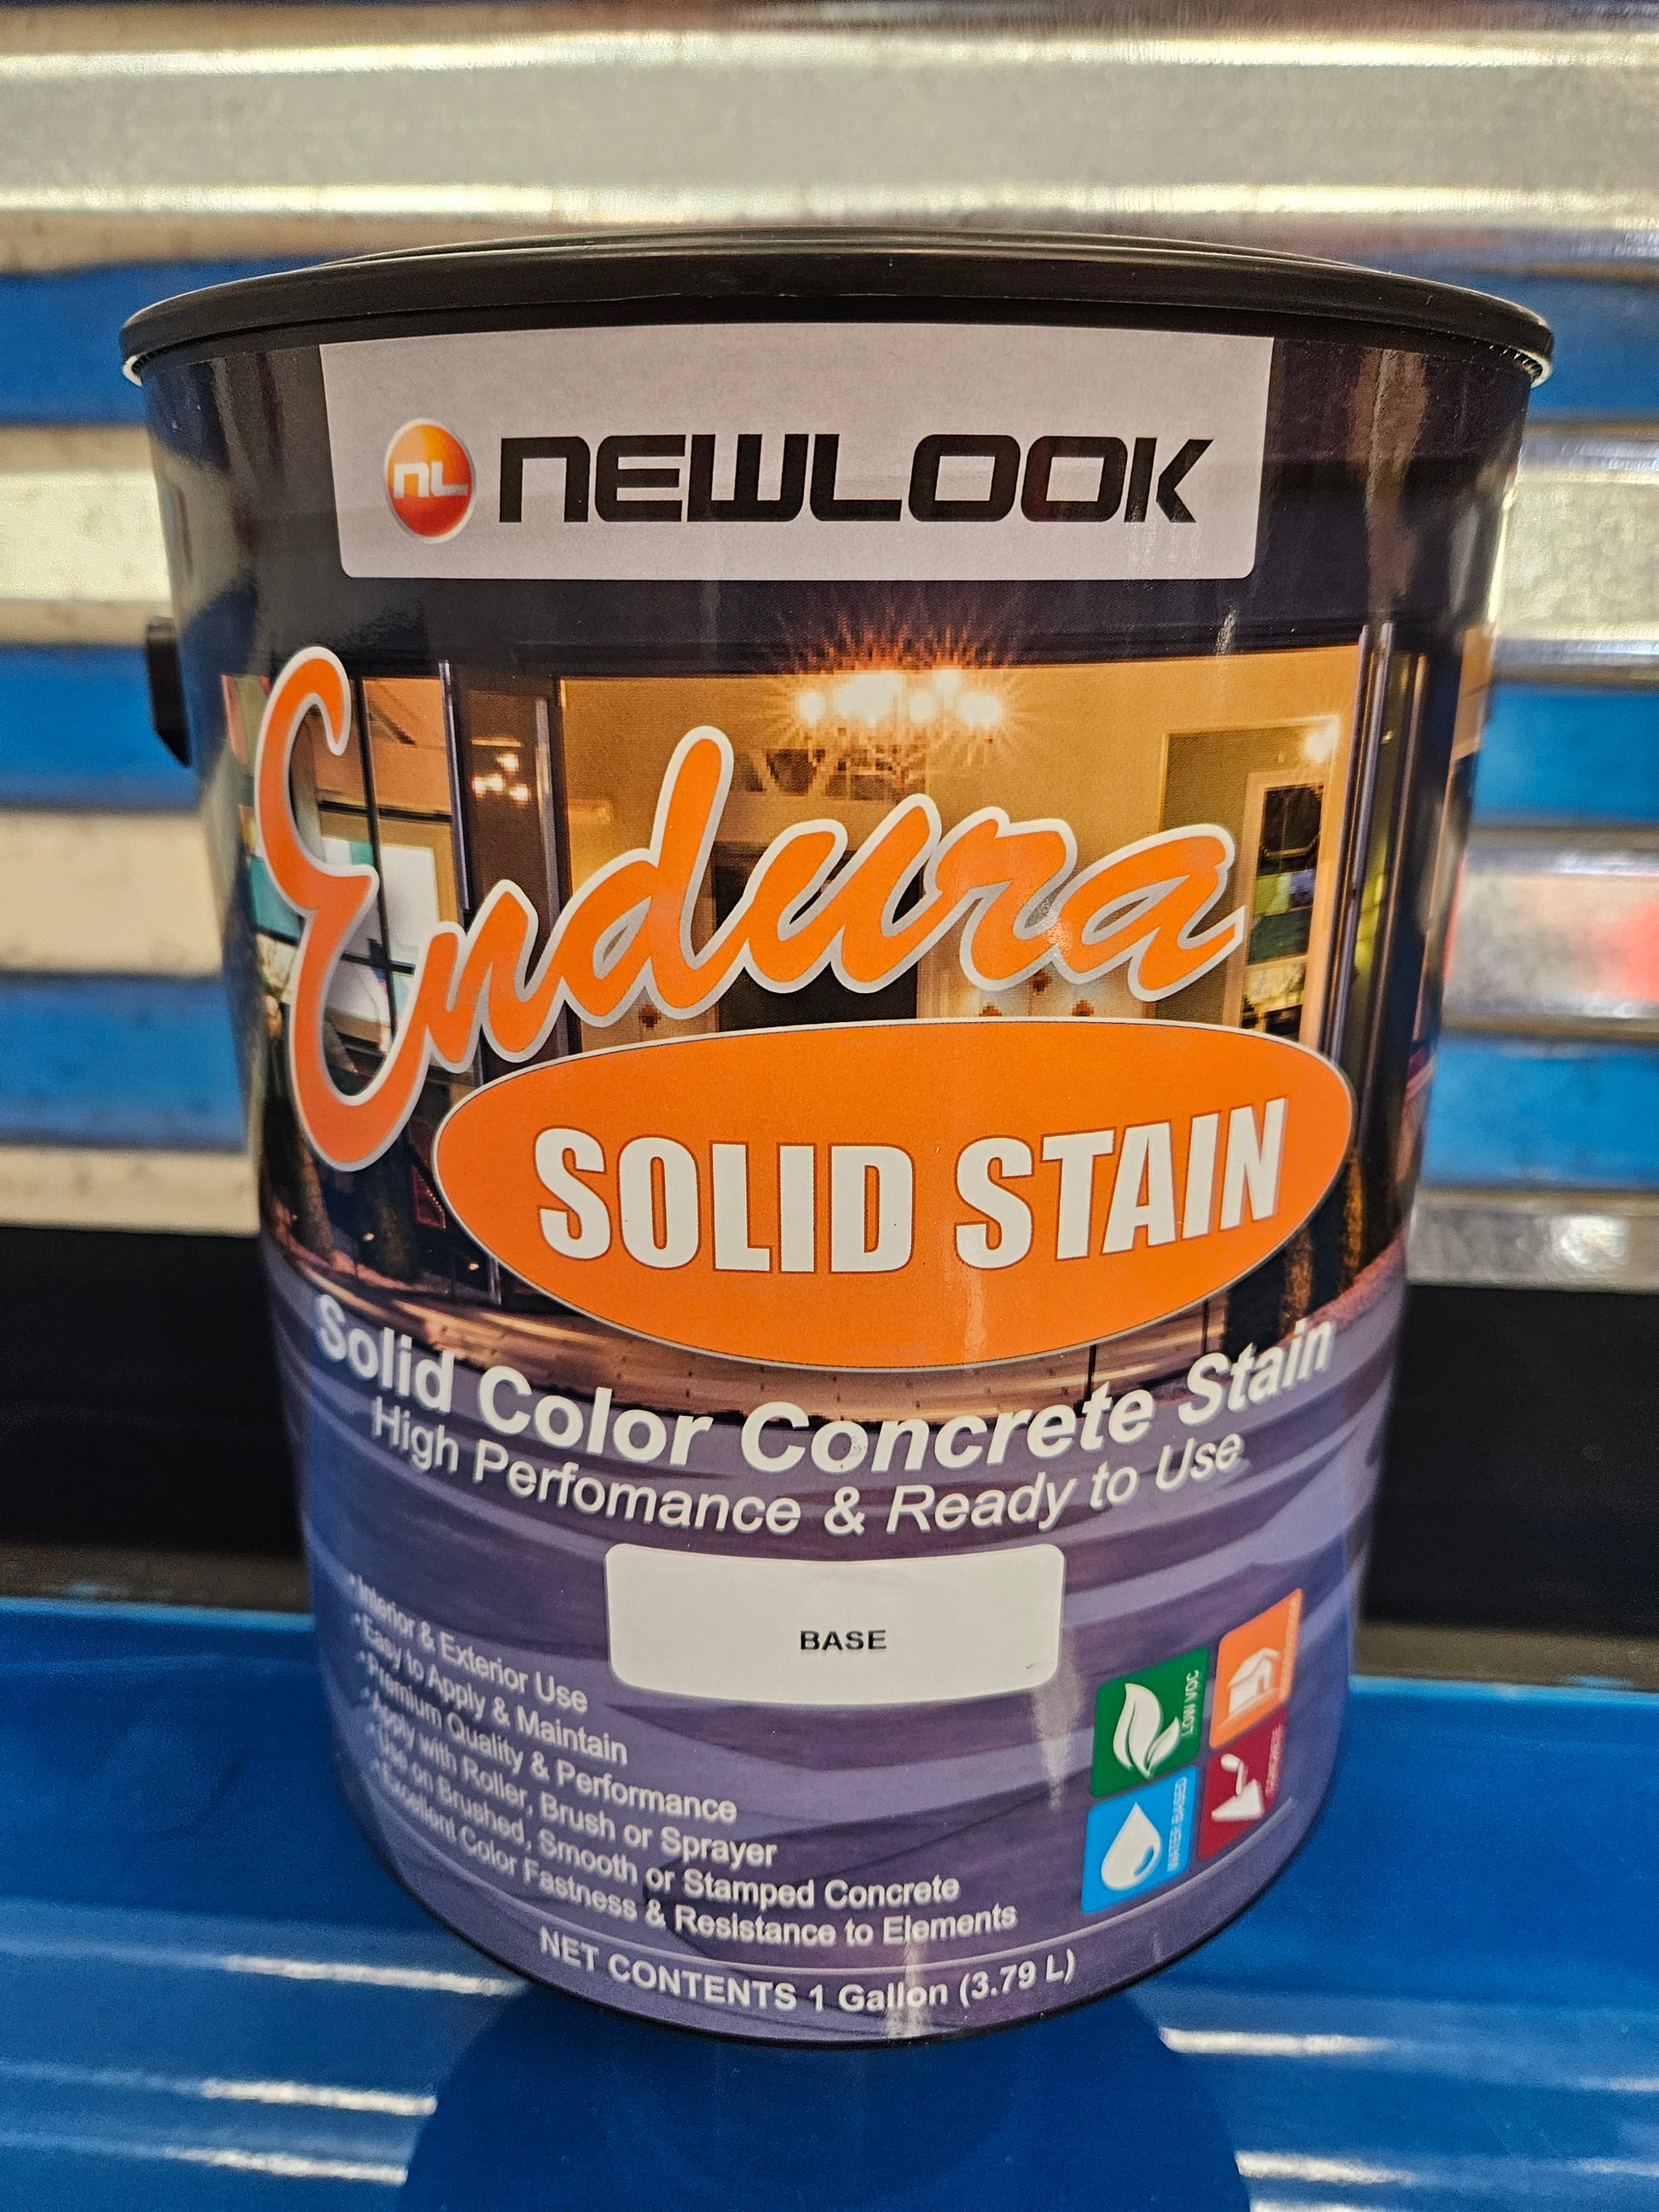 nL NEWLOOK
Endura
SOLID STAIN
Solid Color Concrete Stain
High Perfomance & Ready to Use
BASE
• Interior & Exterior Use
• Easy to Apply & Maintain
• Premium Quality & Performance
• Apply with Roller, Brush or Sprayer
• Use on Brushed, Smooth or Stamped Concrete
• Excellent Color Fastness & Resistance to Elements
LOW VOC
WATER BASED
NET CONTENTS 1 Gallon (3.79 L)